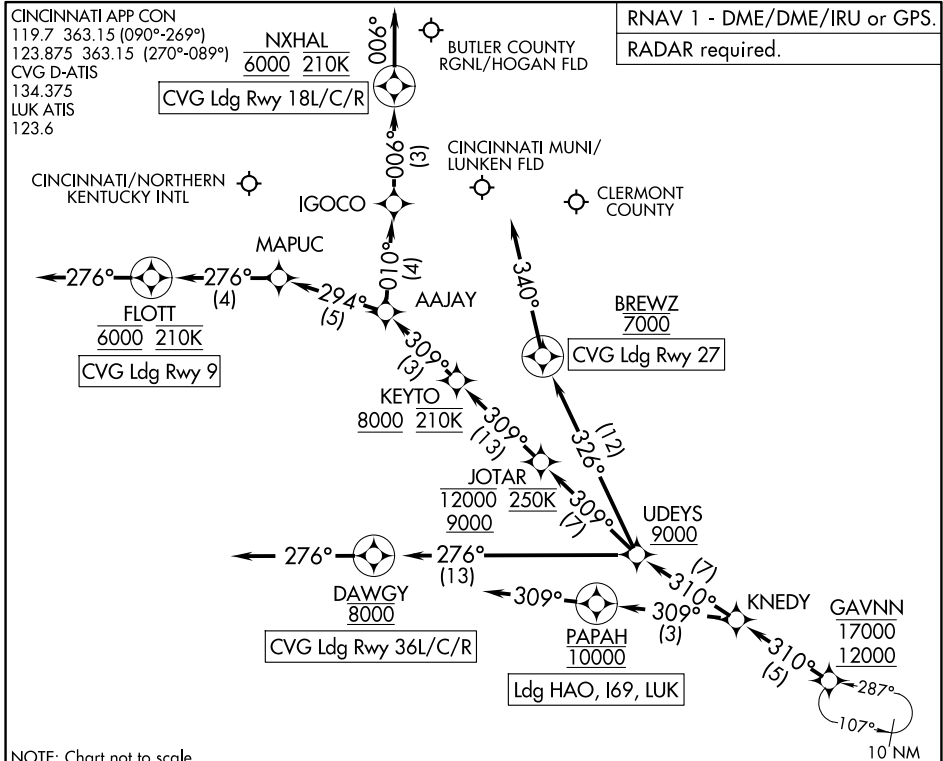 CINCINNATI APP CON
119.7 363.15 (090°-269°)
123.875 363.15 (270°-089°)
CVG D-ATIS
134.375
LUK ATIS
123.6
RNAV 1 - DME/DME/IRU or GPS.
RADAR required.
NXHAL
6000 210K
CVG Ldg Rwy 18L/C/R
006°
BUTLER COUNTY
RGNL/HOGAN FLD
006°
(3)
CINCINNATI MUNI/
LUNKEN FLD
CINCINNATI/NORTHERN
KENTUCKY INTL
CLERMONT
COUNTY
IGOCO
010°
(4)
MAPUC
276°
276°
(4)
294°
(5)
AAJAY
FLOTT
6000 210K
CVG Ldg Rwy 9
340°
BREWZ
7000
CVG Ldg Rwy 27
309°
(3)
KEYTO
8000 210K
309°
(13)
326°
(12)
JOTAR
12000 250K
9000
309°
(7)
UDEYS
9000
276°
276°
(13)
DAWGY
8000
CVG Ldg Rwy 36L/C/R
310°
(7)
KNEDY
309°
309°
(3)
PAPAH
10000
Ldg HAO, I69, LUK
GAVNN
17000
12000
310°
(5)
287°
107°
10 NM
NOTE: Chart not to scale.